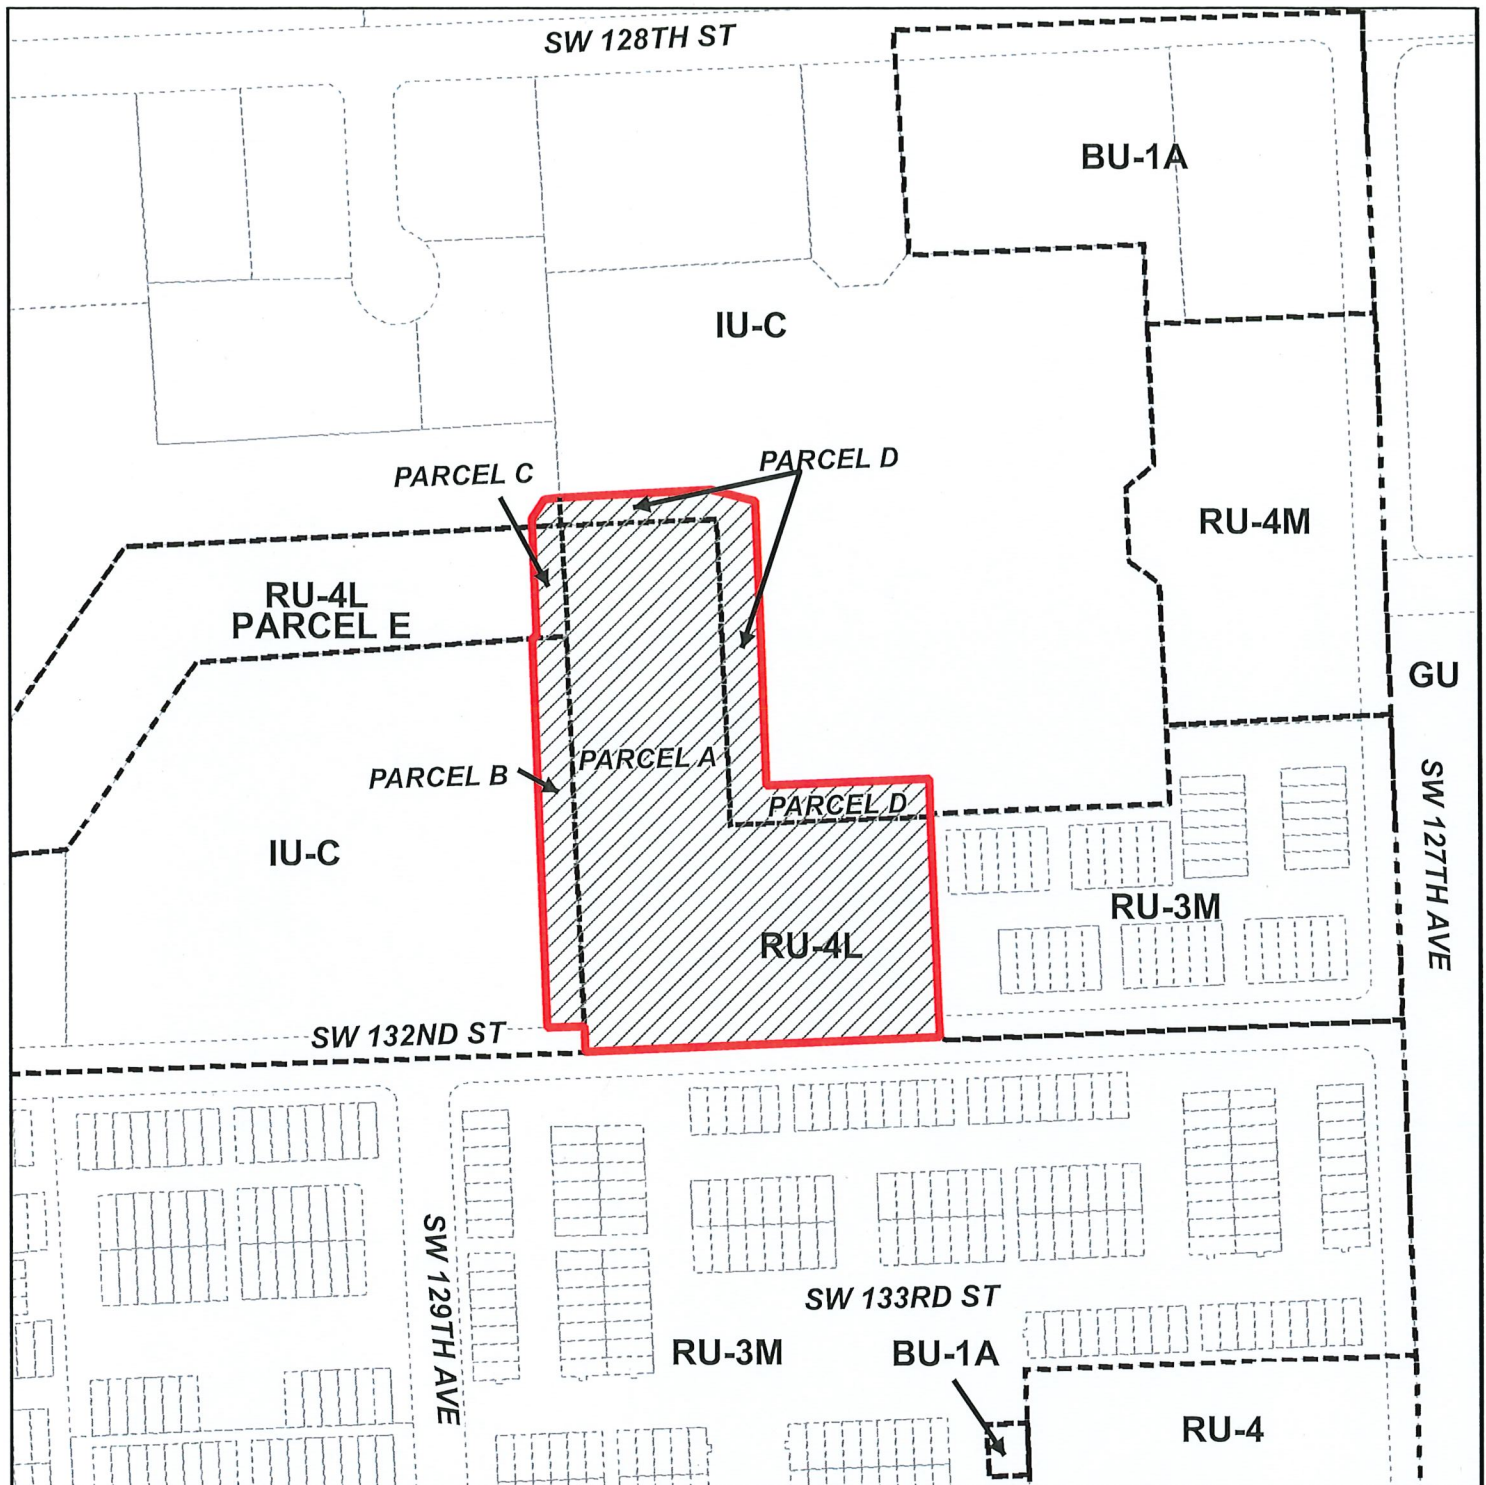 SW 128TH ST
BU-1A
IU-C
PARCEL D
PARCEL C
RU-4M
RU-4L
PARCEL E
GU
PARCEL A
PARCEL B
PARCEL D
SW 127TH AVE
IU-C
RU-3M
RU-4L
SW 132ND ST
SW 129TH AVE
SW 133RD ST
RU-3M
BU-1A
RU-4